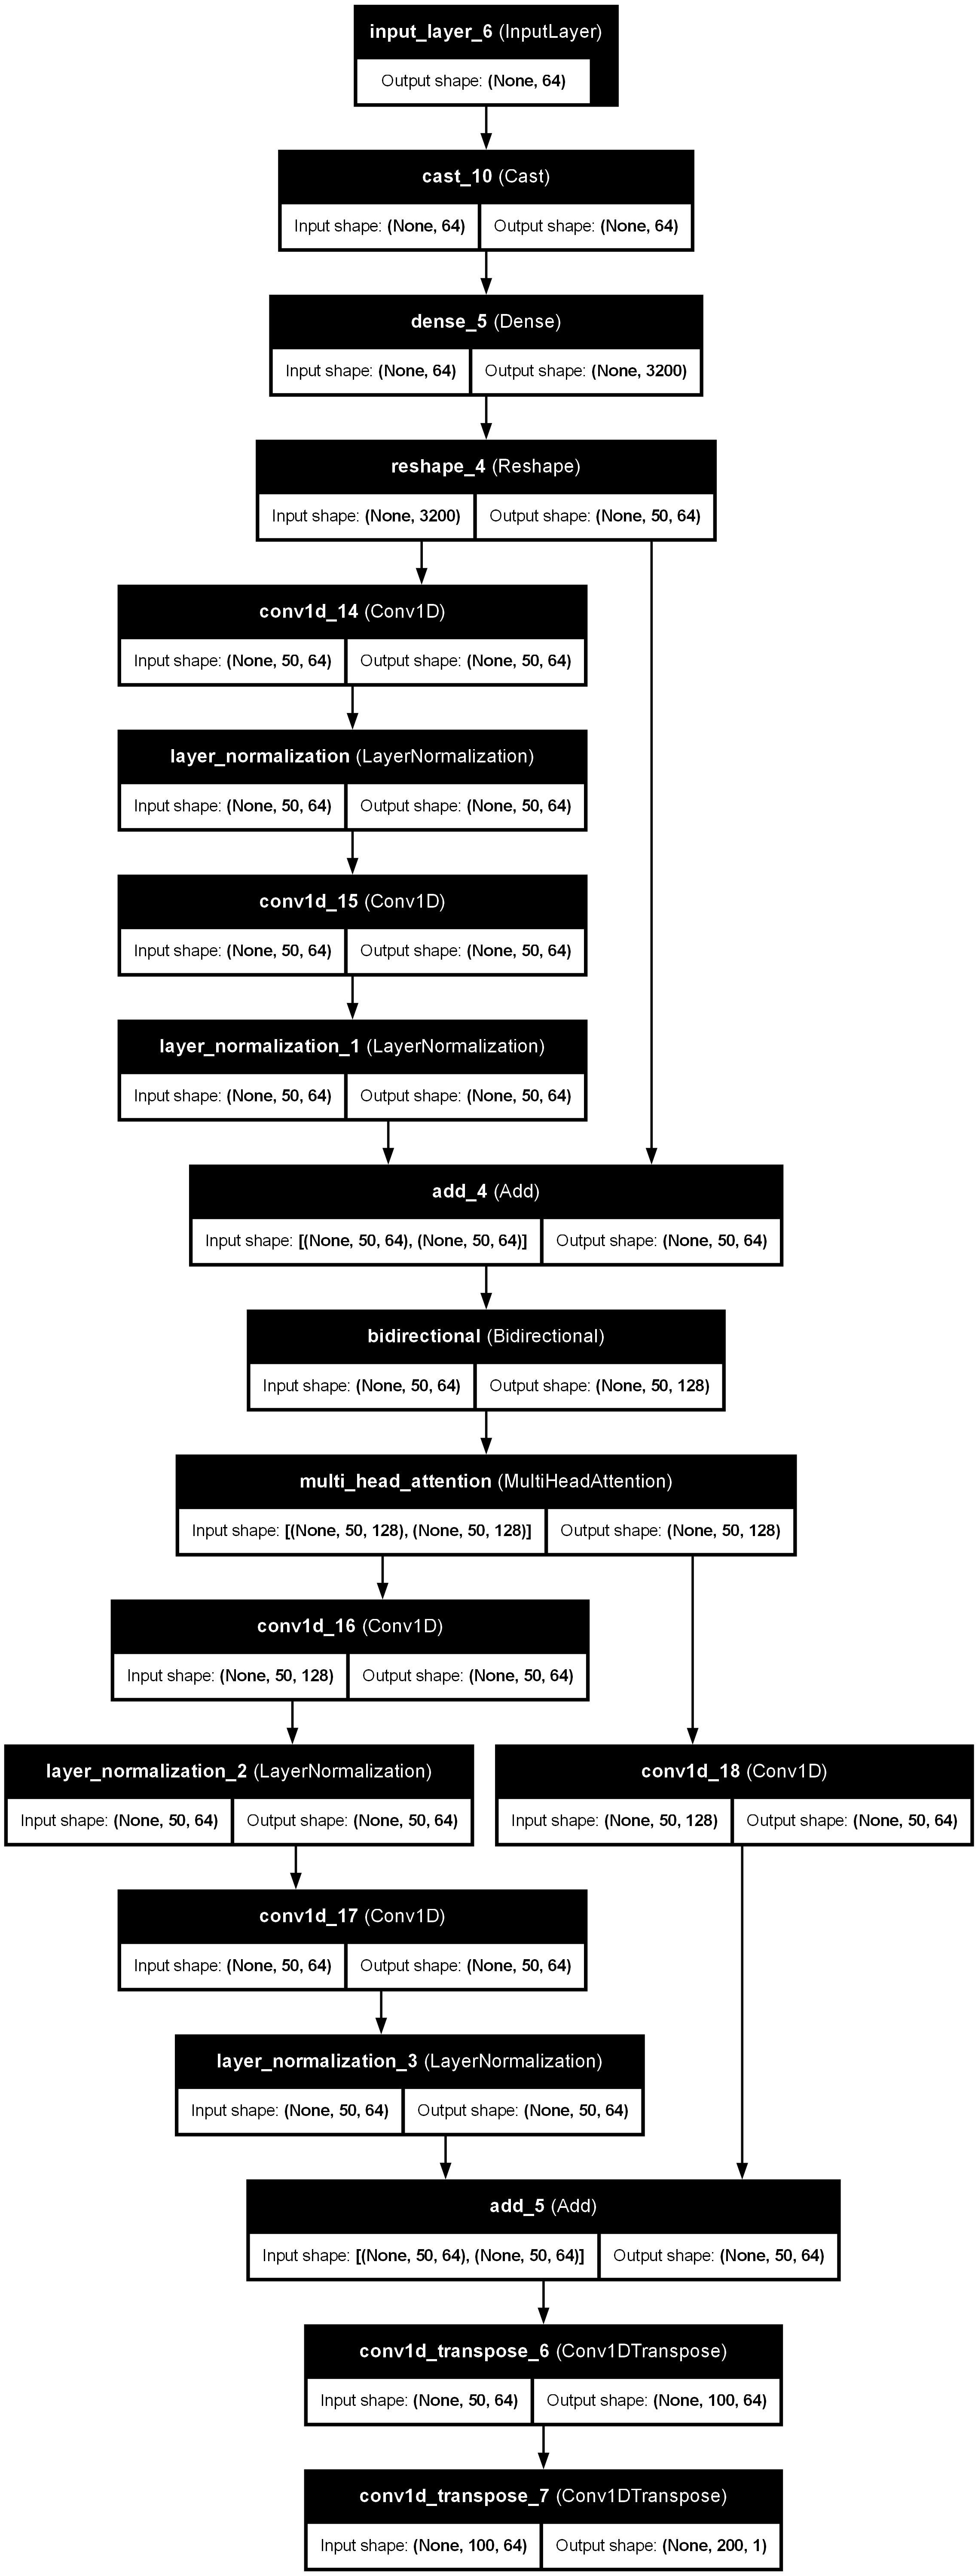 input_layer_6 (InputLayer)
Output shape: (None, 64)
cast_10 (Cast)
Input shape: (None, 64) Output shape: (None, 64)
dense_5 (Dense)
Input shape: (None, 64) Output shape: (None, 3200)
reshape_4 (Reshape)
Input shape: (None, 3200) Output shape: (None, 50, 64)
conv1d_14 (Conv1D)
Input shape: (None, 50, 64) Output shape: (None, 50, 64)
layer_normalization (LayerNormalization)
Input shape: (None, 50, 64) Output shape: (None, 50, 64)
conv1d_15 (Conv1D)
Input shape: (None, 50, 64) Output shape: (None, 50, 64)
layer_normalization_1 (LayerNormalization)
Input shape: (None, 50, 64) Output shape: (None, 50, 64)
add_4 (Add)
Input shape: [(None, 50, 64), (None, 50, 64)] Output shape: (None, 50, 64)
bidirectional (Bidirectional)
Input shape: (None, 50, 64) Output shape: (None, 50, 128)
multi_head_attention (MultiHeadAttention)
Input shape: [(None, 50, 128), (None, 50, 128)] Output shape: (None, 50, 128)
conv1d_16 (Conv1D)
Input shape: (None, 50, 128) Output shape: (None, 50, 64)
layer_normalization_2 (LayerNormalization)
Input shape: (None, 50, 64) Output shape: (None, 50, 64)
conv1d_18 (Conv1D)
Input shape: (None, 50, 128) Output shape: (None, 50, 64)
conv1d_17 (Conv1D)
Input shape: (None, 50, 64) Output shape: (None, 50, 64)
layer_normalization_3 (LayerNormalization)
Input shape: (None, 50, 64) Output shape: (None, 50, 64)
add_5 (Add)
Input shape: [(None, 50, 64), (None, 50, 64)] Output shape: (None, 50, 64)
conv1d_transpose_6 (Conv1DTranspose)
Input shape: (None, 50, 64) Output shape: (None, 100, 64)
conv1d_transpose_7 (Conv1DTranspose)
Input shape: (None, 100, 64) Output shape: (None, 200, 1)